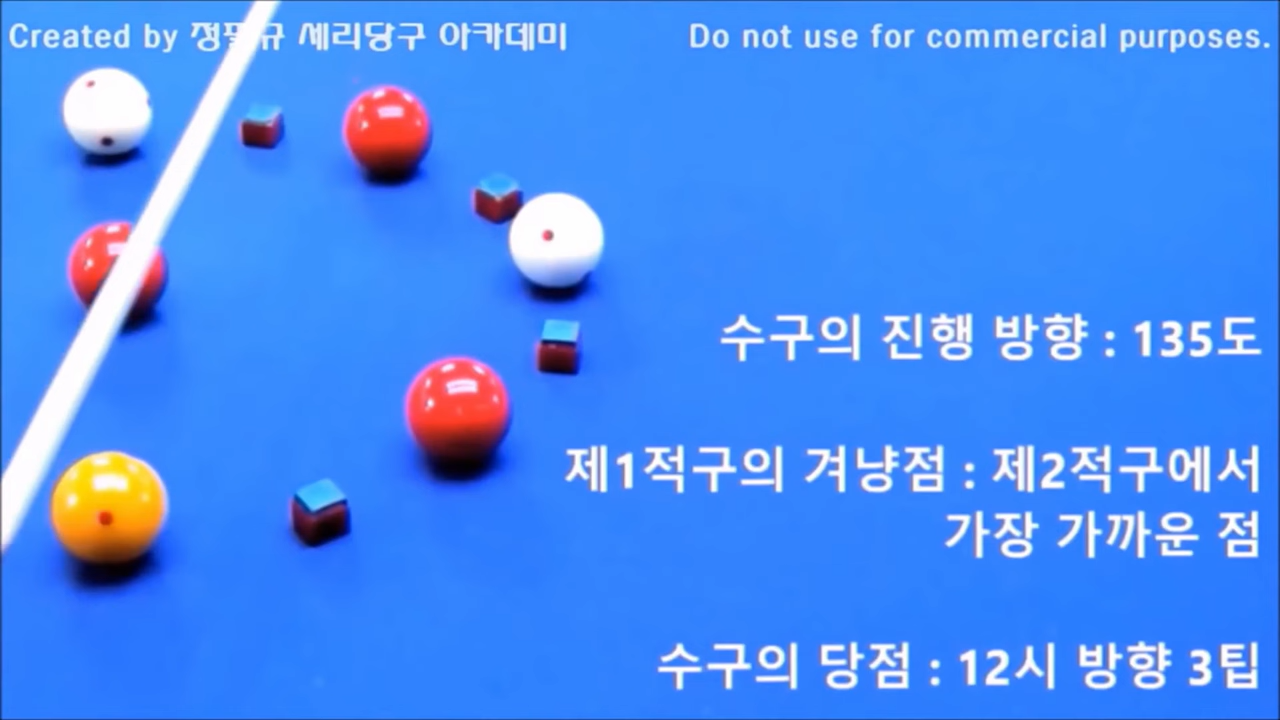 Created by 정필규 세리당구 아카데미
Do not use for commercial purposes.
수구의 진행 방향 : 135도
제1적구의 겨냥점 : 제2적구에서
가장 가까운 점
수구의 당점 : 12시 방향 3팁